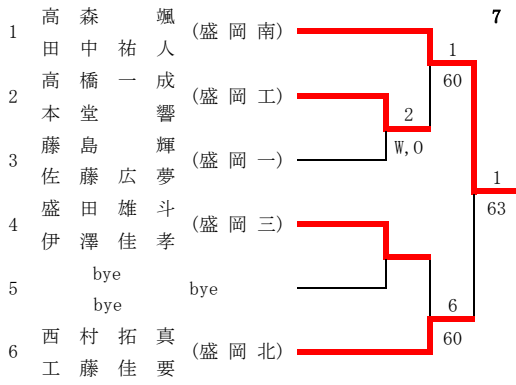 7
1 高森 颯 (盛岡南)
田中祐人
2 高橋一成 (盛岡工)
本堂 響
3 藤島 輝 (盛岡一)
佐藤広夢
4 盛田雄斗 (盛岡三)
伊澤佳孝
5 bye bye
bye
6 西村拓真 (盛岡北)
工藤佳要
2
W,O
1
60
6
60
1
63